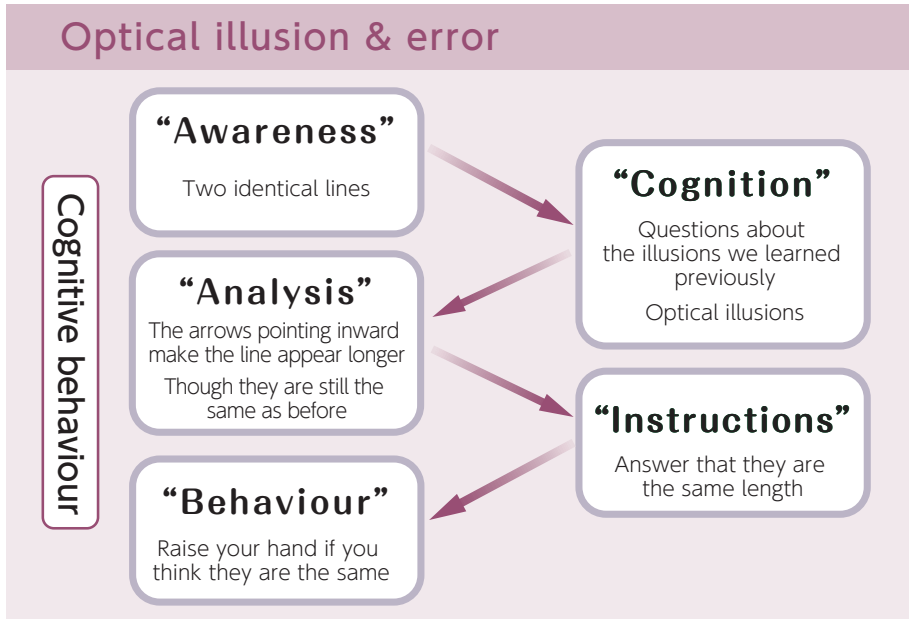 Optical illusion & error
Cognitive behaviour
“Awareness”
Two identical lines
“Cognition”
Questions about
the illusions we learned
previously
Optical illusions
“Analysis”
The arrows pointing inward
make the line appear longer
Though they are still the
same as before
“Instructions”
Answer that they are
the same length
“Behaviour”
Raise your hand if you
think they are the same